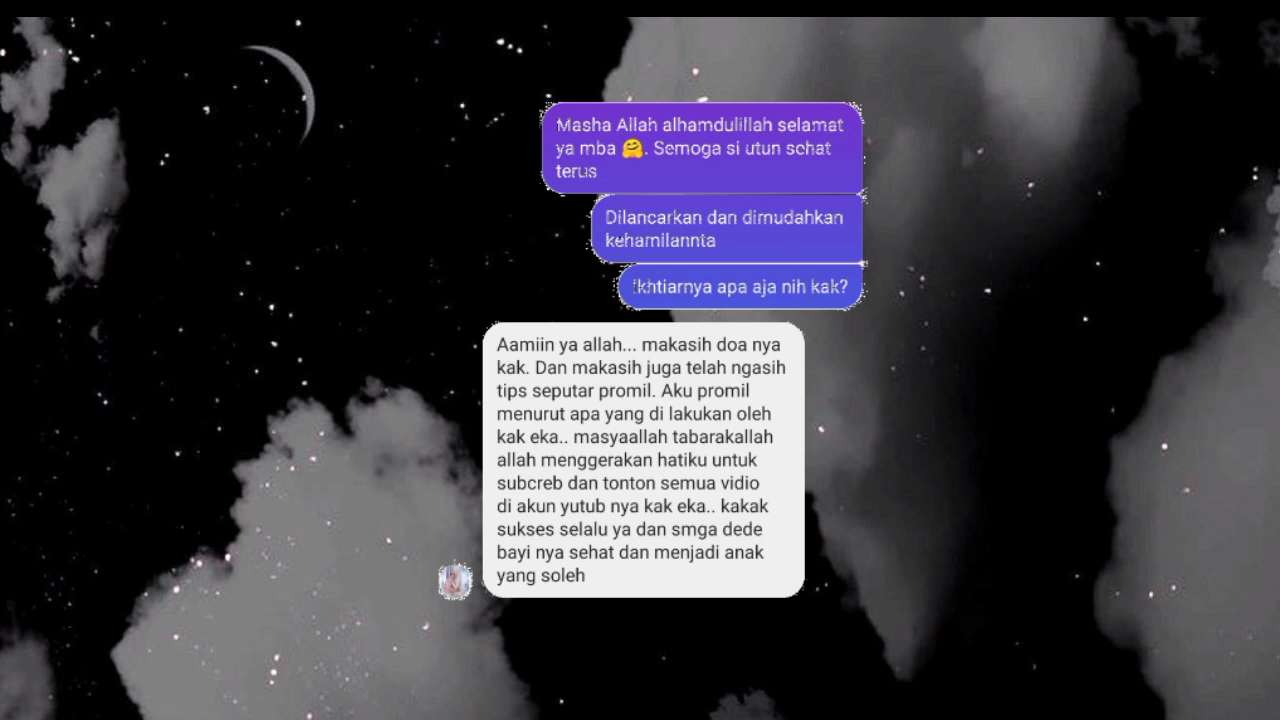 Masha Allah alhamdulillah selamat
ya mba 🤗. Semoga si utun sehat
terus
Dilancarkan dan dimudahkan
kehamilannta
Ikhtiarnya apa aja nih kak?
Aamiin ya allah... makasih doa nya
kak. Dan makasih juga telah ngasih
tips seputar promil. Aku promil
menurut apa yang di lakukan oleh
kak eka.. masyaallah tabarakallah
allah menggerakan hatiku untuk
subcreb dan tonton semua vidio
di akun yutub nya kak eka.. kakak
sukses selalu ya dan smga dede
bayi nya sehat dan menjadi anak
yang soleh